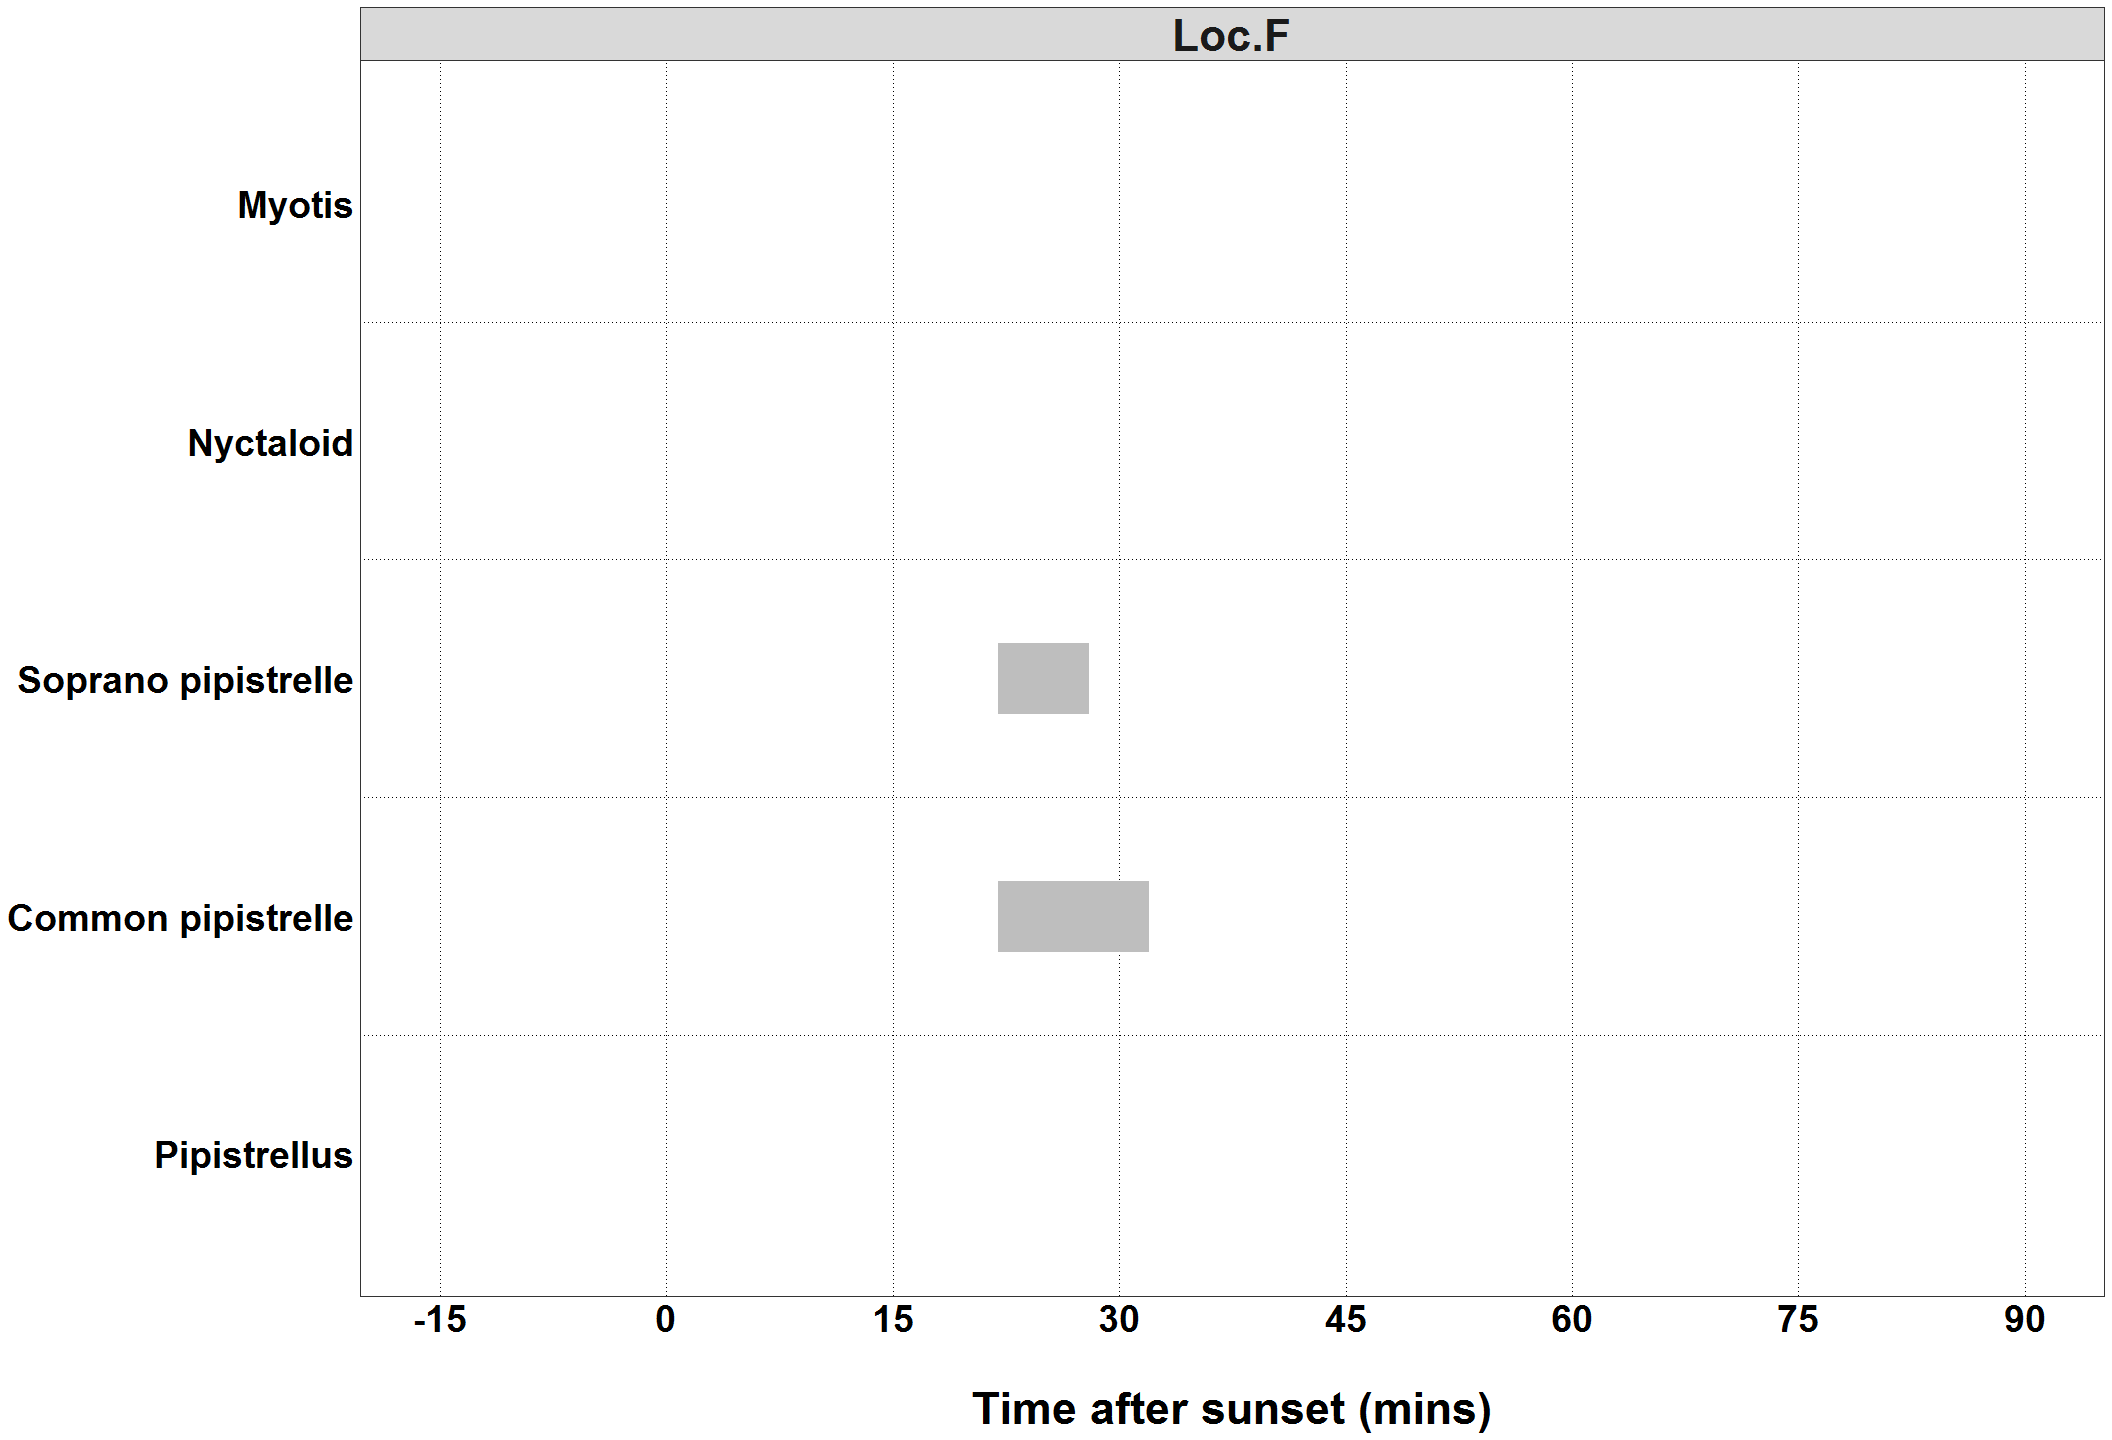 Loc.F
Myotis
Nyctaloid
Soprano pipistrelle
Common pipistrelle
Pipistrellus
-15 0 15 30 45 60 75 90
Time after sunset (mins)